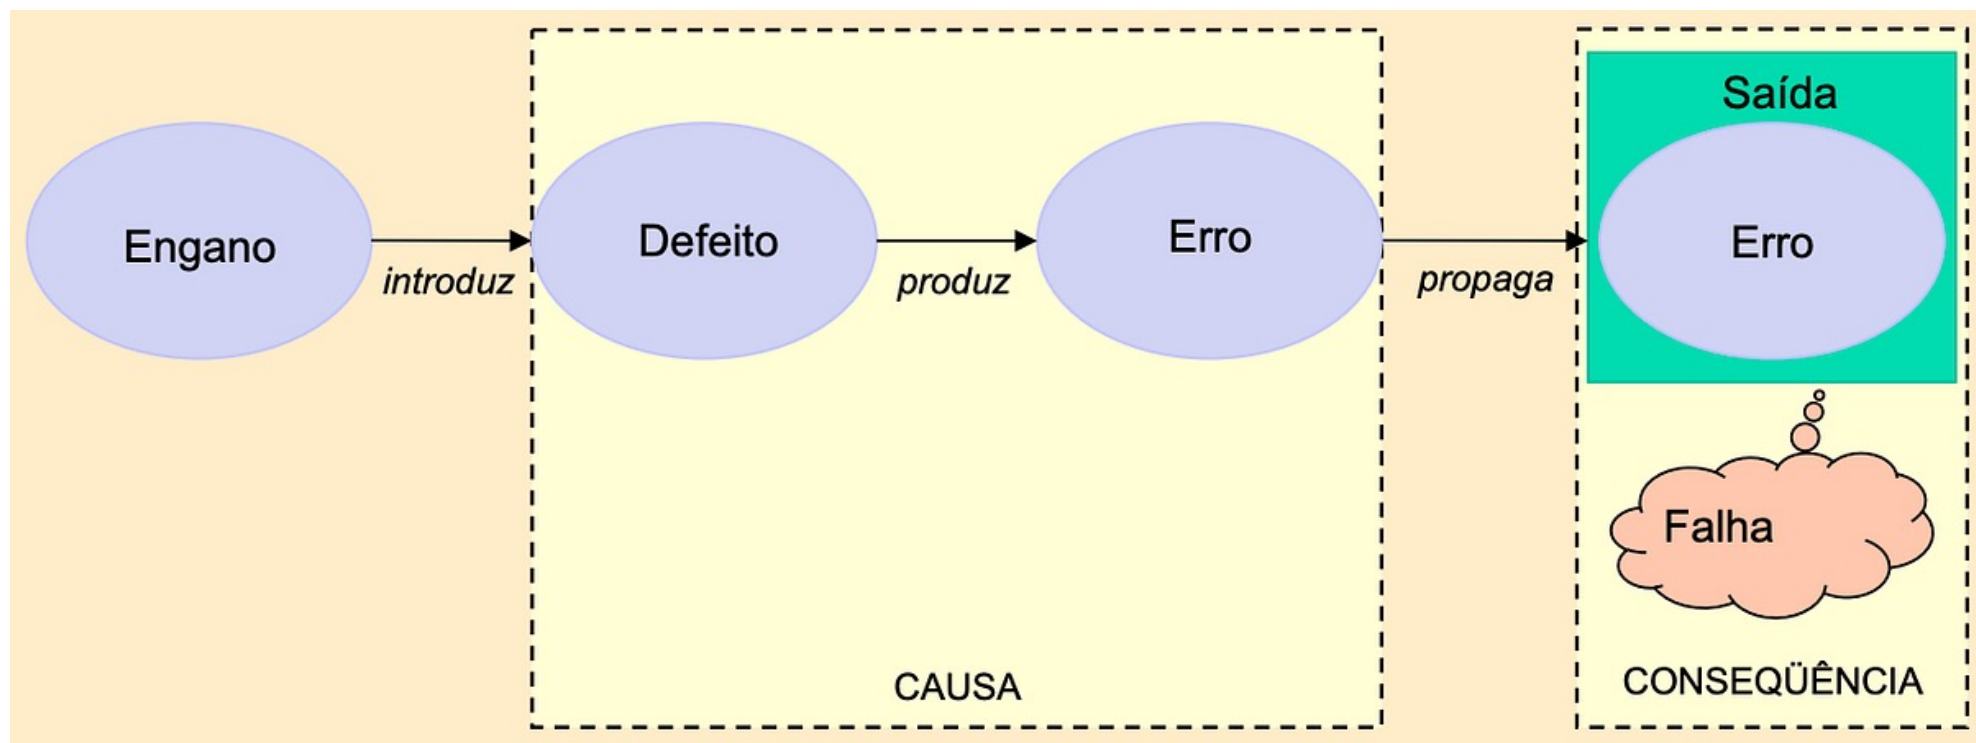 Engano
introduz
Defeito
produz
Erro
propaga
Saída
Erro
Falha
CAUSA
CONSEQÜÊNCIA